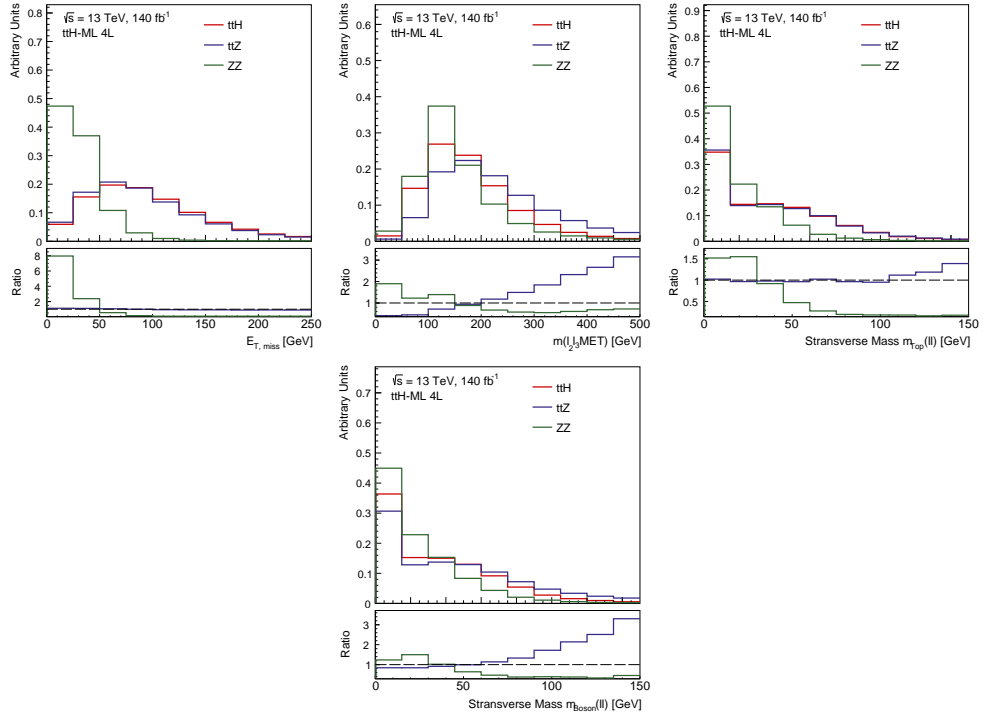 Arbitrary Units
√s = 13 TeV, 140 fb⁻¹
ttH-ML 4L
ttH
ttZ
ZZ
0.8
0.7
0.6
0.5
0.4
0.3
0.2
0.1
0
Ratio
8
6
4
2
0 50 100 150 200 250
E_T, miss [GeV]
Arbitrary Units
√s = 13 TeV, 140 fb⁻¹
ttH-ML 4L
ttH
ttZ
ZZ
0.6
0.5
0.4
0.3
0.2
0.1
0
Ratio
3
2
1
0 100 200 300 400 500
m(l₂l₃MET) [GeV]
Arbitrary Units
√s = 13 TeV, 140 fb⁻¹
ttH-ML 4L
ttH
ttZ
ZZ
0.9
0.8
0.7
0.6
0.5
0.4
0.3
0.2
0.1
0
Ratio
1.5
1
0.5
0 50 100 150
Stransverse Mass m_Top(ll) [GeV]
Arbitrary Units
√s = 13 TeV, 140 fb⁻¹
ttH-ML 4L
ttH
ttZ
ZZ
0.7
0.6
0.5
0.4
0.3
0.2
0.1
0
Ratio
3
2
1
0 50 100 150
Stransverse Mass m_Boson(ll) [GeV]